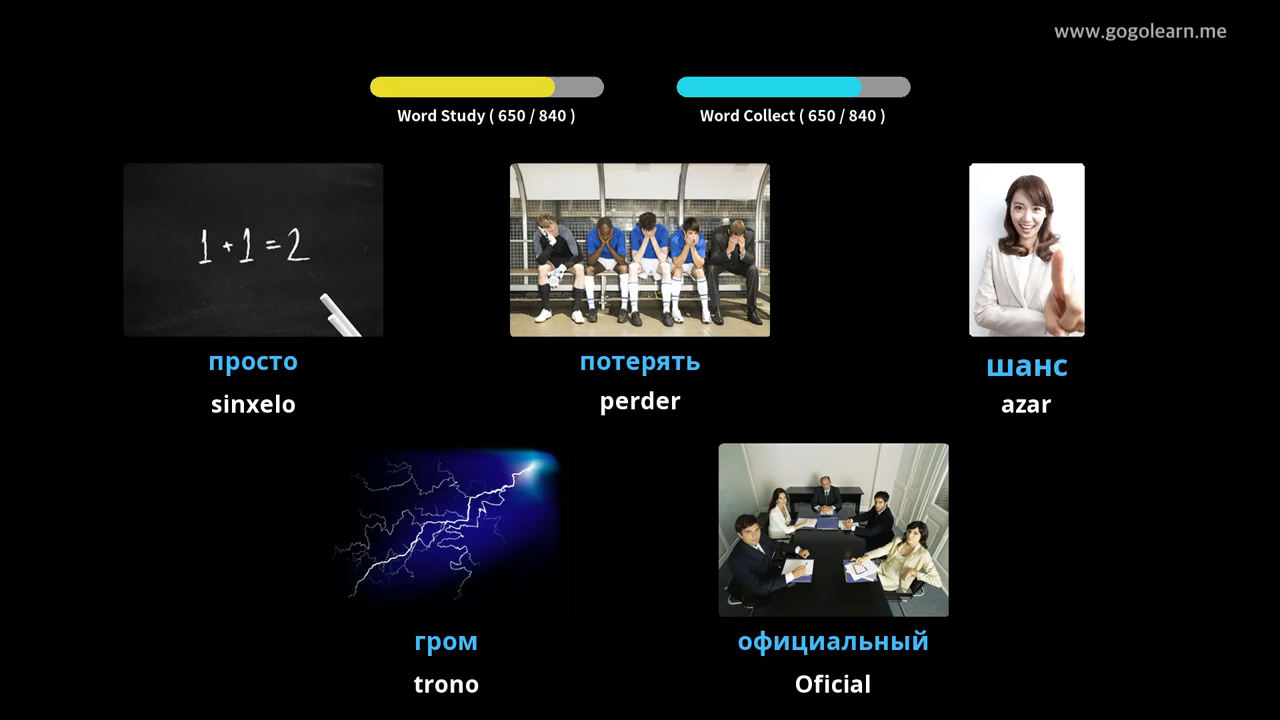 www.gogolearn.me
Word Study ( 650 / 840 )
Word Collect ( 650 / 840 )
1 + 1 = 2
просто
sinxelo
потерять
perder
шанс
azar
гром
trono
официальный
Oficial